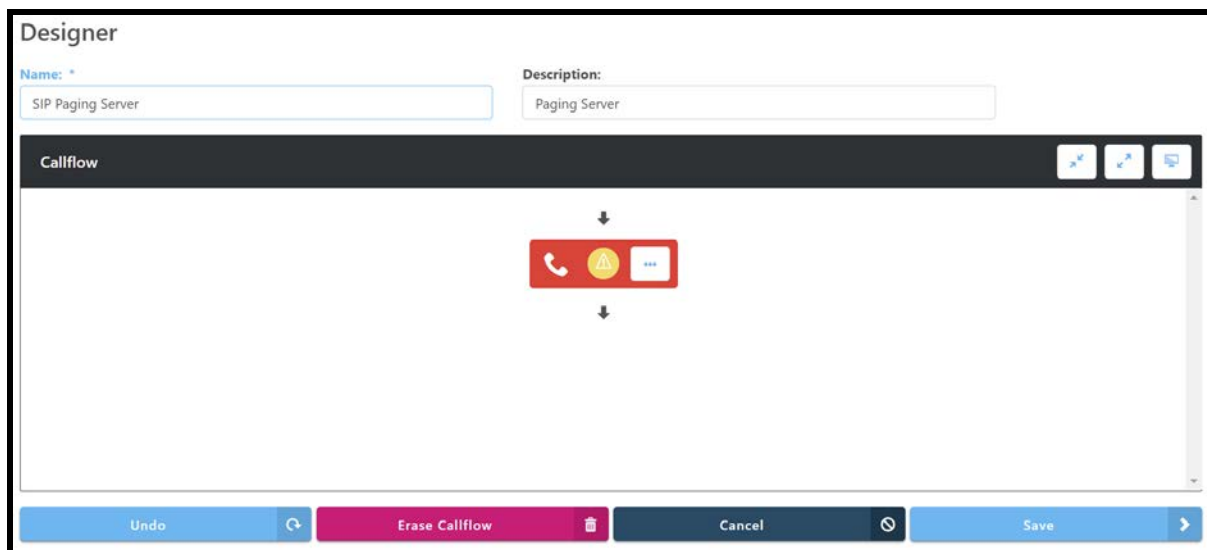 Designer
Name: * Description:
SIP Paging Server Paging Server
Callflow
Undo Erase Callflow Cancel Save